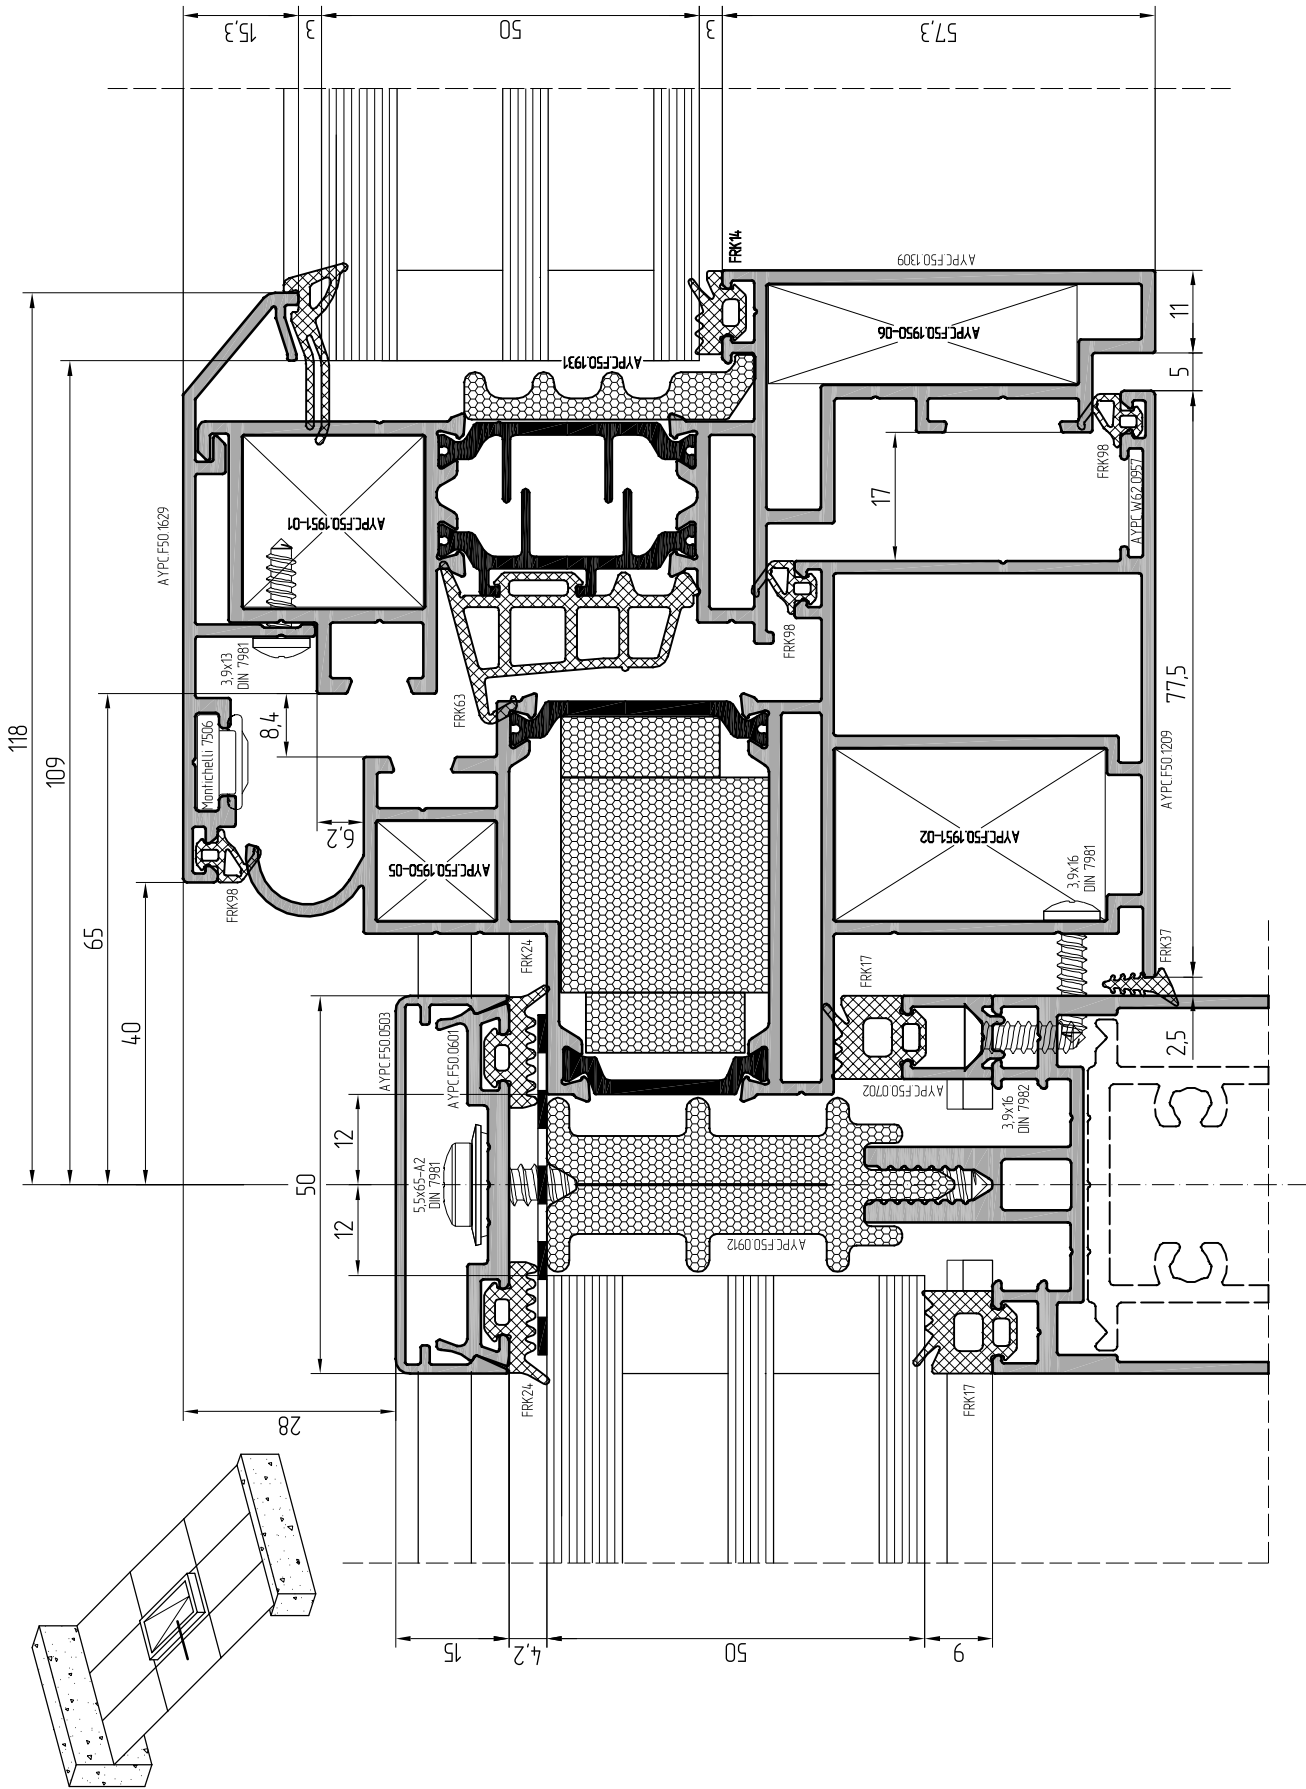 15,3
3
50
3
57,3
FRK14
AYPC.F50.1309
118
109
AYPC.F50.1931
AYPC.F50.1950-06
11
5
AYPC.F50.1629
AYPC.F50.1951-01
17
FRK98
AYPC.W62.0957
3,9x13
DIN 7981
FRK98
65
8,4
FRK63
77,5
Montichelli 7506
AYPC.F50.1209
6,2
AYPC.F50.1950-05
AYPC.F50.1951-02
3,9x16
DIN 7981
FRK98
40
FRK24
FRK17
FRK37
AYPC.F50.0503
AYPC.F50.0601
2,5
AYPC.F50.0702
3,9x16
DIN 7982
12
50
5,5x65-A2
DIN 7981
12
AYPC.F50.0912
FRK24
FRK17
28
15
4,2
50
9